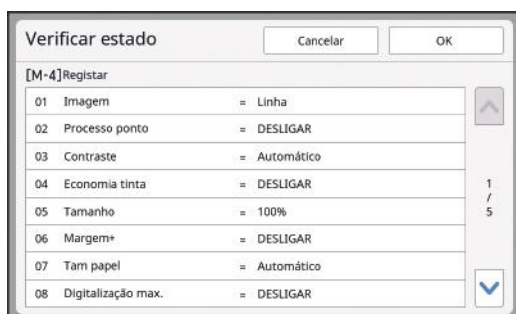 Verificar estado
Cancelar
OK
[M-4]Registar
01 Imagem = Linha
02 Processo ponto = DESLIGAR
03 Contraste = Automático
04 Economia tinta = DESLIGAR
05 Tamanho = 100%
06 Margem+ = DESLIGAR
07 Tam papel = Automático
08 Digitalização max. = DESLIGAR
1
/
5